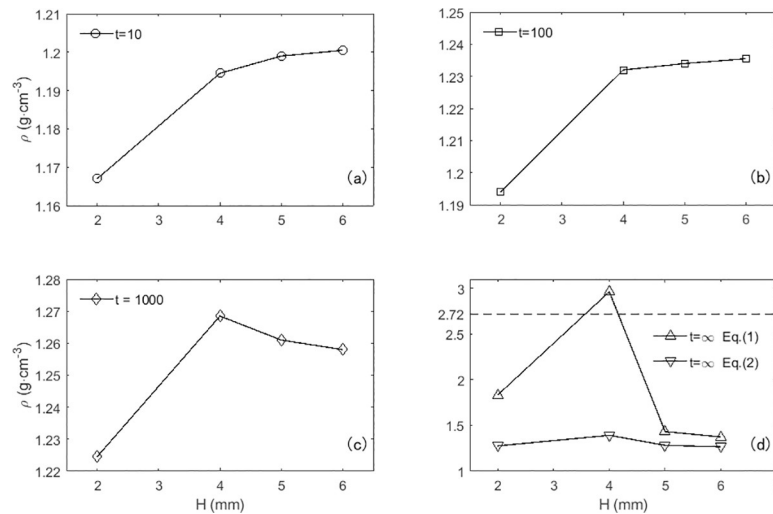 1.21
1.2
1.19
1.18
1.17
1.16
ρ (g·cm⁻³)
t=10
(a)
2 3 4 5 6
1.25
1.24
1.23
1.22
1.21
1.2
1.19
ρ (g·cm⁻³)
t=100
(b)
2 3 4 5 6
1.28
1.27
1.26
1.25
1.24
1.23
1.22
ρ (g·cm⁻³)
t = 1000
(c)
2 3 4 5 6
H (mm)
3
2.72
2.5
2
1.5
1
ρ (g·cm⁻³)
t=∞ Eq.(1)
t=∞ Eq.(2)
(d)
2 3 4 5 6
H (mm)